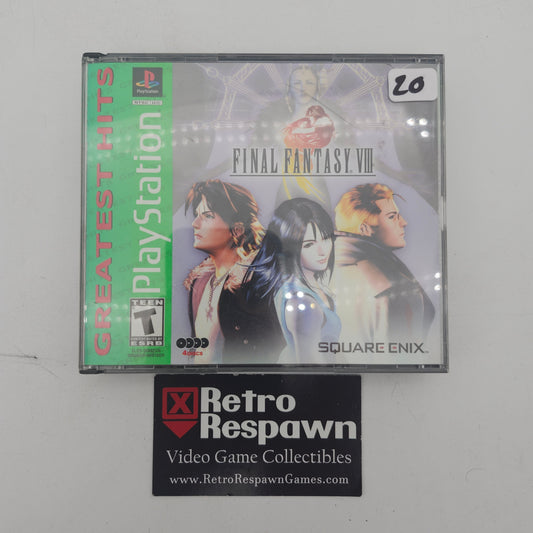 GREATEST HITS
PlayStation
PlayStation
20
FINAL FANTASY VIII
TEEN
T
ESRB
4 discs
SQUARE ENIX
Retro
Respawn
Video Game Collectibles
www.RetroRespawnGames.com